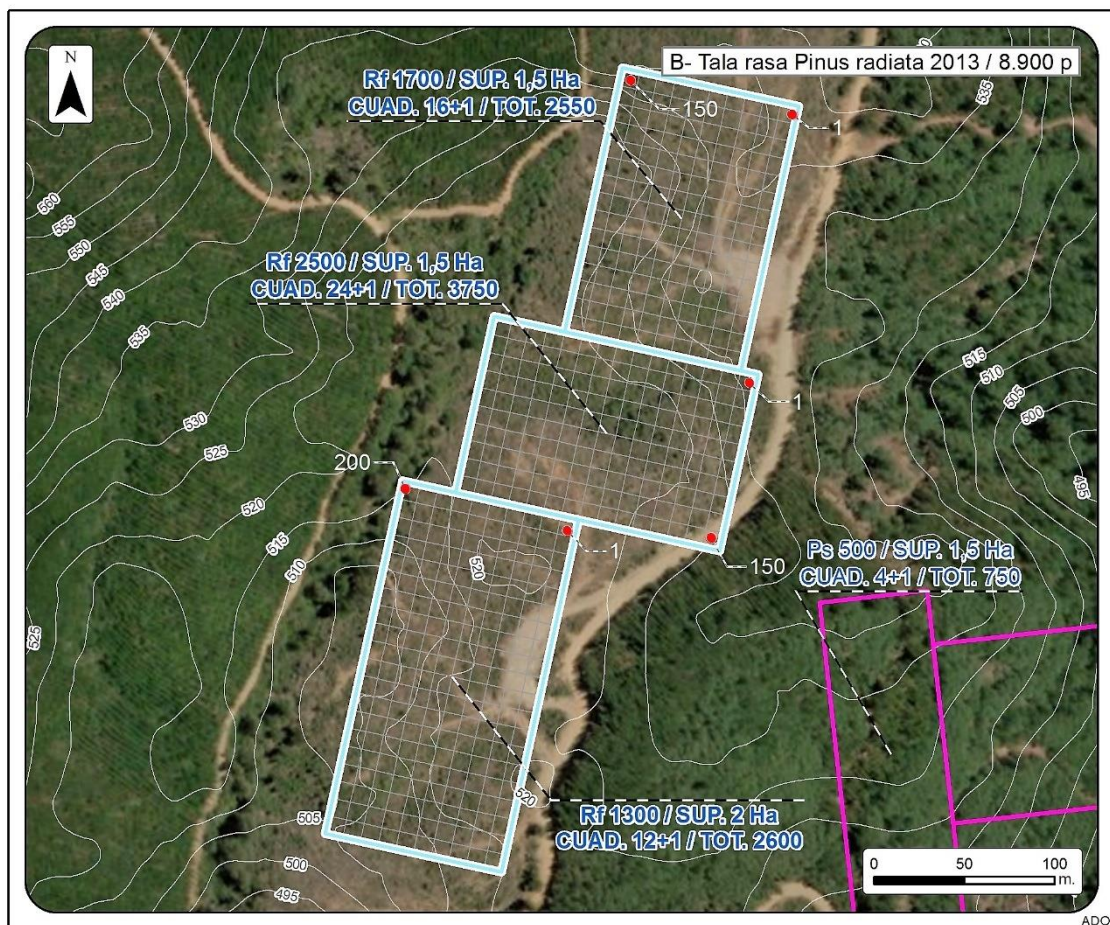 N
B- Tala rasa Pinus radiata 2013 / 8.900 p
Rf 1700 / SUP. 1,5 Ha
CUAD. 16+1 / TOT. 2550
150
1
535
560
555
550
545
540
535
Rf 2500 / SUP. 1,5 Ha
CUAD. 24+1 / TOT. 3750
515
510
505
500
1
530
525
200
495
520
1
515
150
510
520
Ps 500 / SUP. 1,5 Ha
CUAD. 4+1 / TOT. 750
525
520
505
Rf 1300 / SUP. 2 Ha
CUAD. 12+1 / TOT. 2600
500
495
0 50 100
m.
ADO